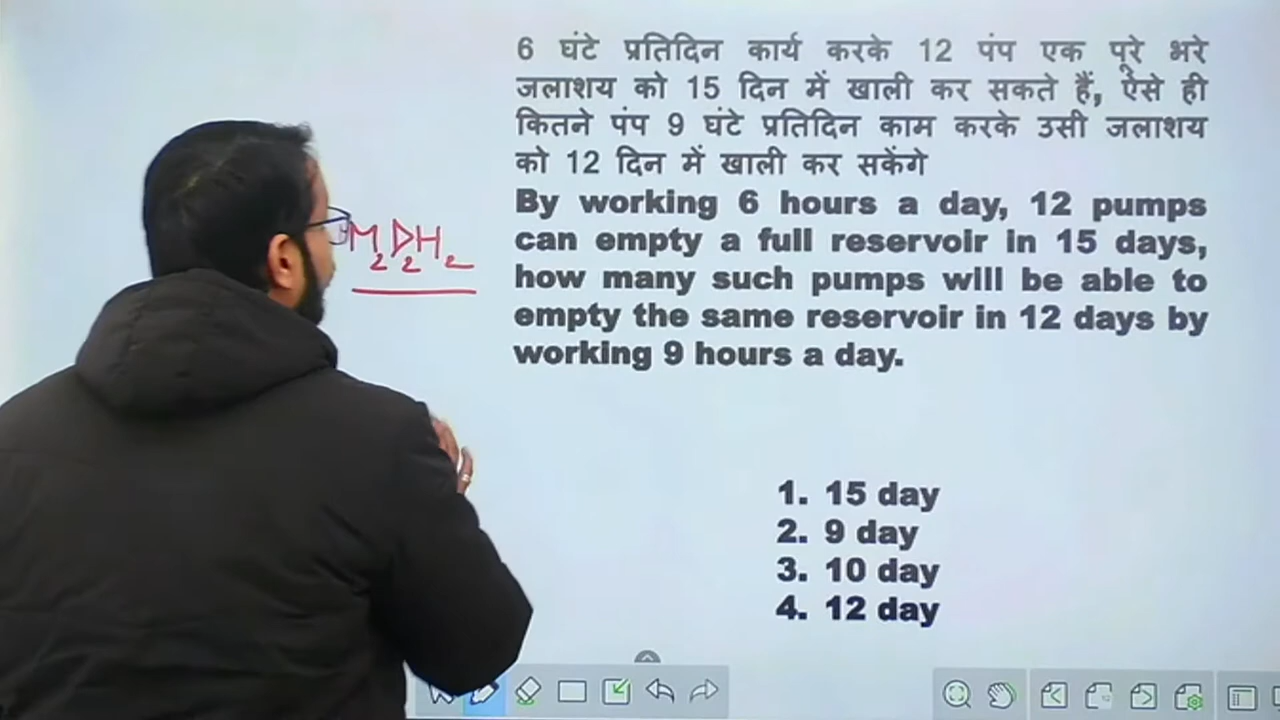 6 घंटे प्रतिदिन कार्य करके 12 पंप एक पूरे भरे
जलाशय को 15 दिन में खाली कर सकते हैं, ऐसे ही
कितने पंप 9 घंटे प्रतिदिन काम करके उसी जलाशय
को 12 दिन में खाली कर सकेंगे
By working 6 hours a day, 12 pumps
can empty a full reservoir in 15 days,
how many such pumps will be able to
empty the same reservoir in 12 days by
working 9 hours a day.
M₂D₂H₂
1. 15 day
2. 9 day
3. 10 day
4. 12 day